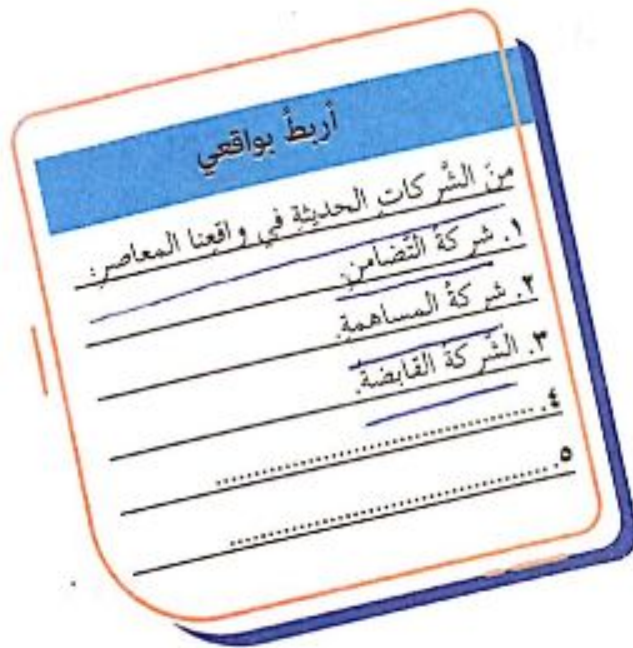 أربطُ بواقعي
منَ الشَّركاتِ الحديثةِ في واقعِنا المعاصرِ:
١. شركةُ التَّضامنِ.
٢. شركةُ المساهمةِ.
٣. الشَّركةُ القابضةُ.
٤. ........................................
٥. ........................................